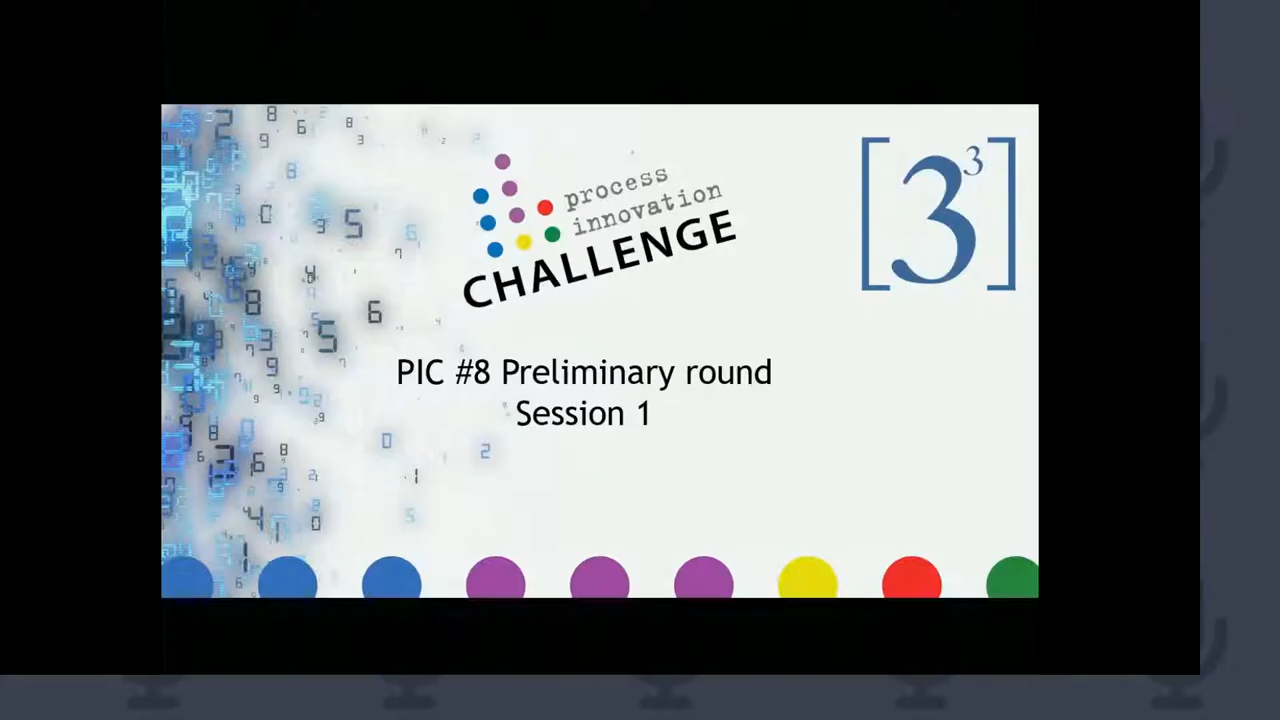 process
innovation
CHALLENGE
[3³]
PIC #8 Preliminary round
Session 1